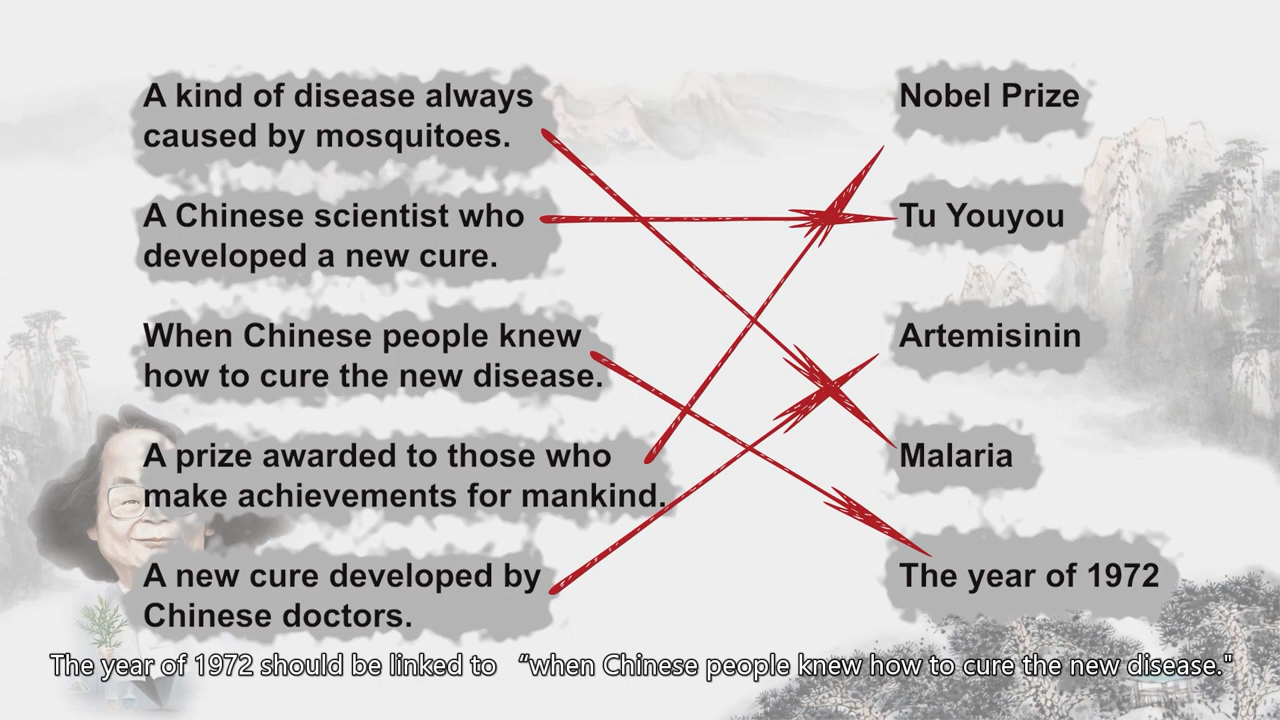 A kind of disease always
caused by mosquitoes.
A Chinese scientist who
developed a new cure.
When Chinese people knew
how to cure the new disease.
A prize awarded to those who
make achievements for mankind.
A new cure developed by
Chinese doctors.
Nobel Prize
Tu Youyou
Artemisinin
Malaria
The year of 1972
The year of 1972 should be linked to “when Chinese people knew how to cure the new disease."